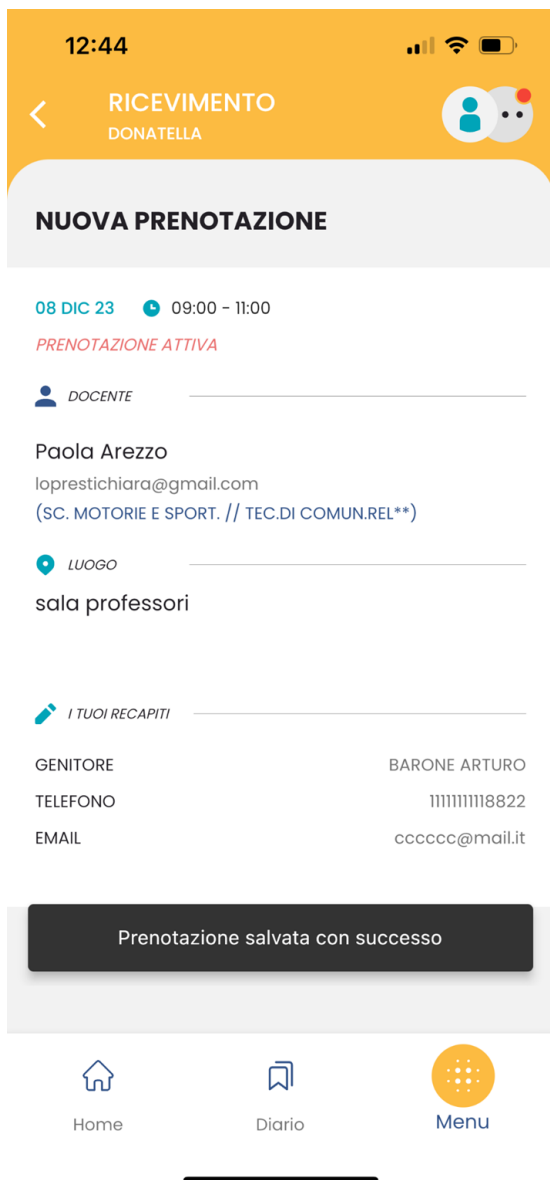 12:44
RICEVIMENTO
DONATELLA
NUOVA PRENOTAZIONE
08 DIC 23 09:00 - 11:00
PRENOTAZIONE ATTIVA
DOCENTE
Paola Arezzo
loprestichiara@gmail.com
(SC. MOTORIE E SPORT. // TEC.DI COMUN.REL**)
LUOGO
sala professori
I TUOI RECAPITI
GENITORE BARONE ARTURO
TELEFONO 11111111118822
EMAIL cccccc@mail.it
Prenotazione salvata con successo
Home Diario Menu